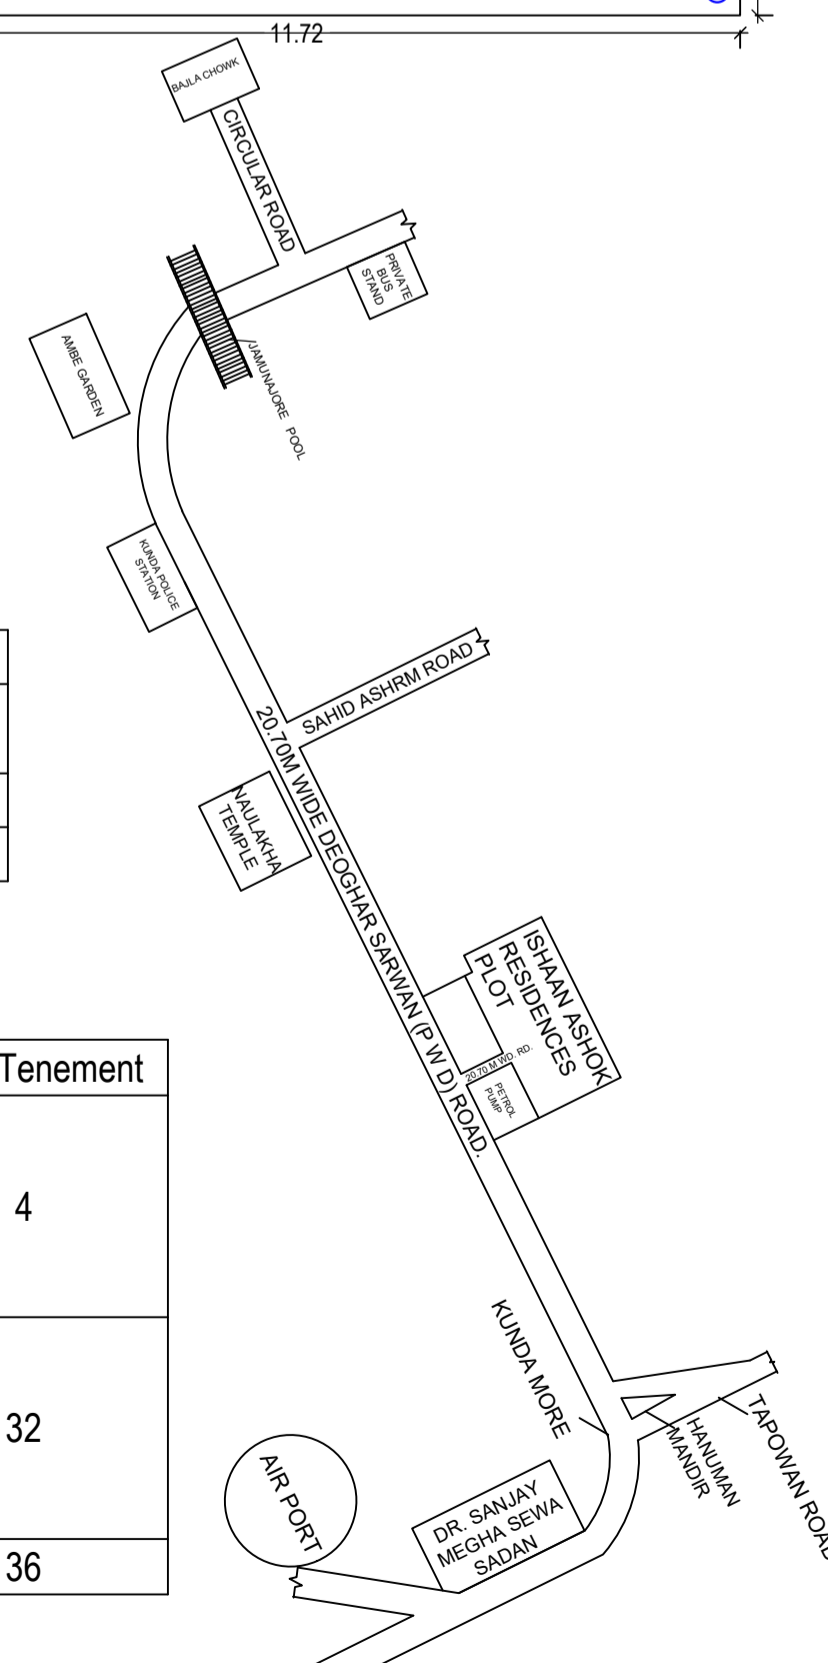 11.72
BAJLA CHOWK
CIRCULAR ROAD
PRIVATE
BUS
STAND
AMBE GARDEN
JAMUNAJORE POOL
KUNDA POLICE
STATION
SAHID ASHRM ROAD
20.70M WIDE DEOGHAR SARWAN (P W D) ROAD.
NAULAKHA
TEMPLE
ISHAAN ASHOK
RESIDENCES
PLOT
20.70 M WD. RD.
PETROL
PUMP
Tenement
4
32
36
KUNDA MORE
HANUMAN
MANDIR
TAPOWAN ROAD
AIR PORT
DR. SANJAY
MEGHA SEWA
SADAN